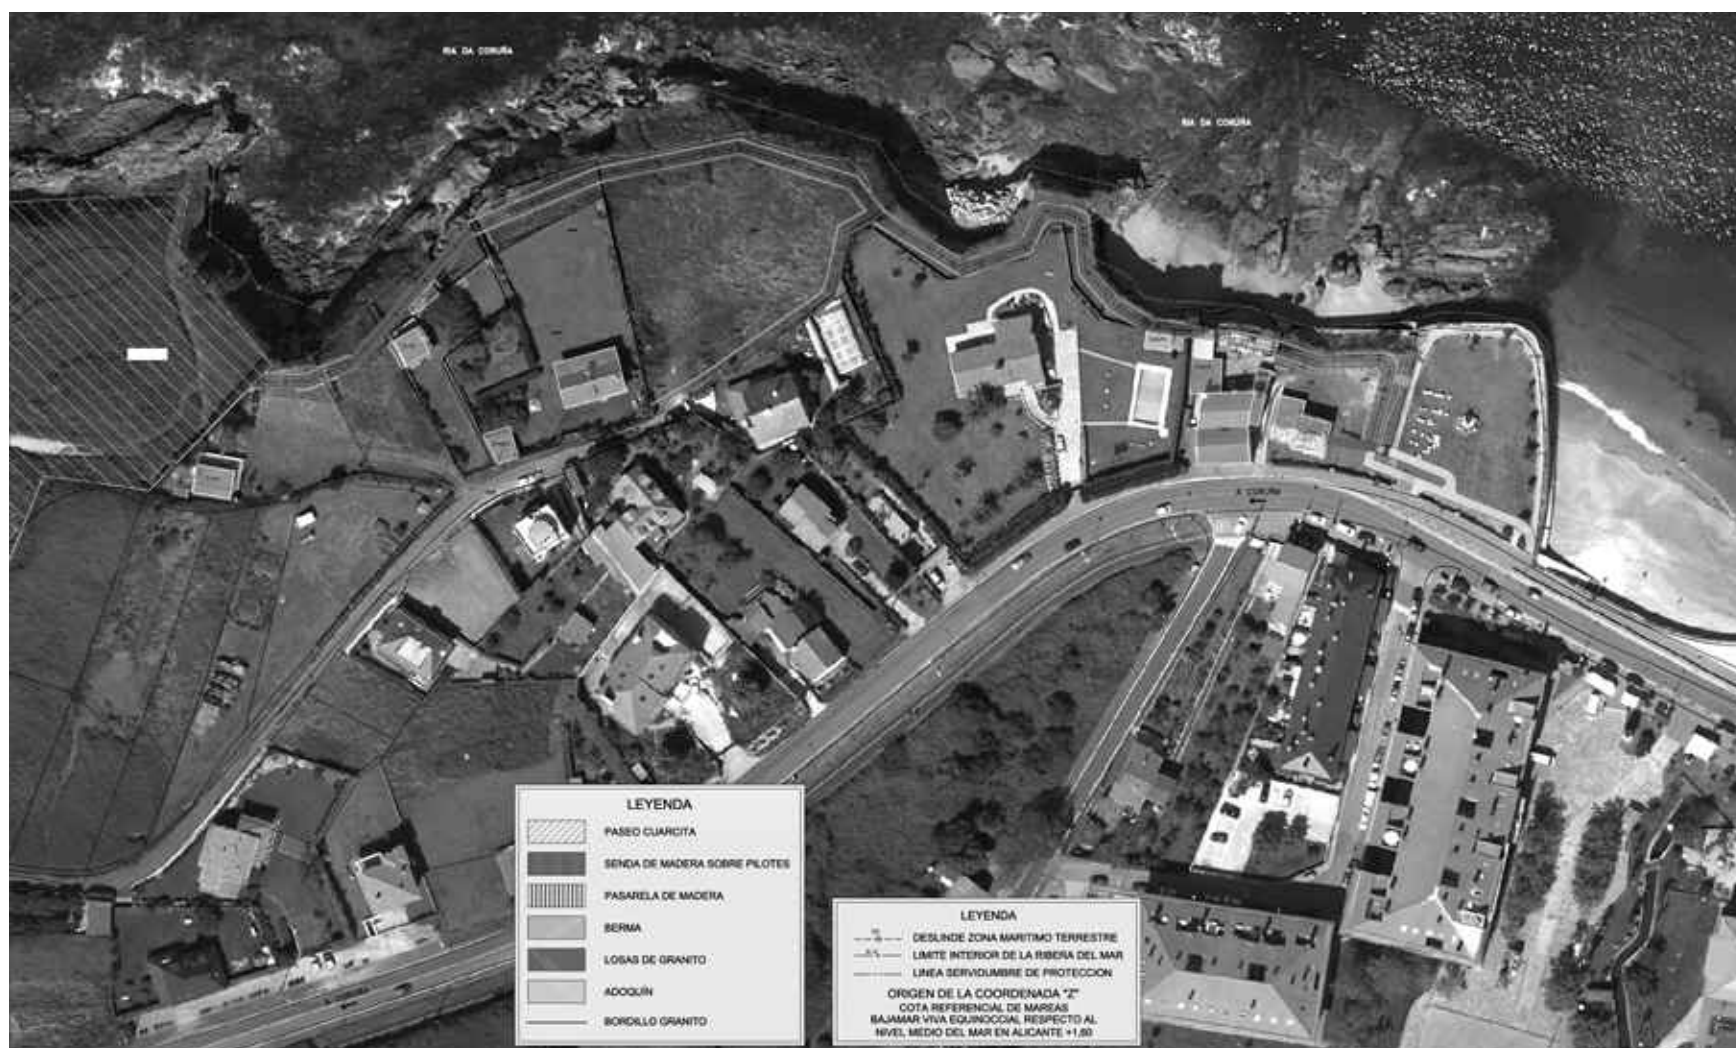 RIA DA CORUÑA
RIA DA CORUÑA
A CORUÑA
LEYENDA
PASEO CUARCITA
SENDA DE MADERA SOBRE PILOTES
PASARELA DE MADERA
BERMA
LOSAS DE GRANITO
ADOQUÍN
BORDILLO GRANITO
LEYENDA
DESLINDE ZONA MARITIMO TERRESTRE
LIMITE INTERIOR DE LA RIBERA DEL MAR
LINEA SERVIDUMBRE DE PROTECCION
ORIGEN DE LA COORDENADA "Z"
COTA REFERENCIAL DE MAREAS
BAJAMAR VIVA EQUINOCCIAL RESPECTO AL
NIVEL MEDIO DEL MAR EN ALICANTE +1,60